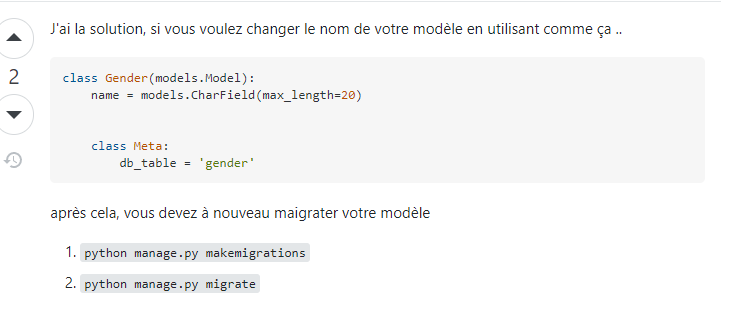 J'ai la solution, si vous voulez changer le nom de votre modèle en utilisant comme ça ..
2
class Gender(models.Model):
    name = models.CharField(max_length=20)
    class Meta:
        db_table = 'gender'
après cela, vous devez à nouveau maigrater votre modèle
1. python manage.py makemigrations
2. python manage.py migrate